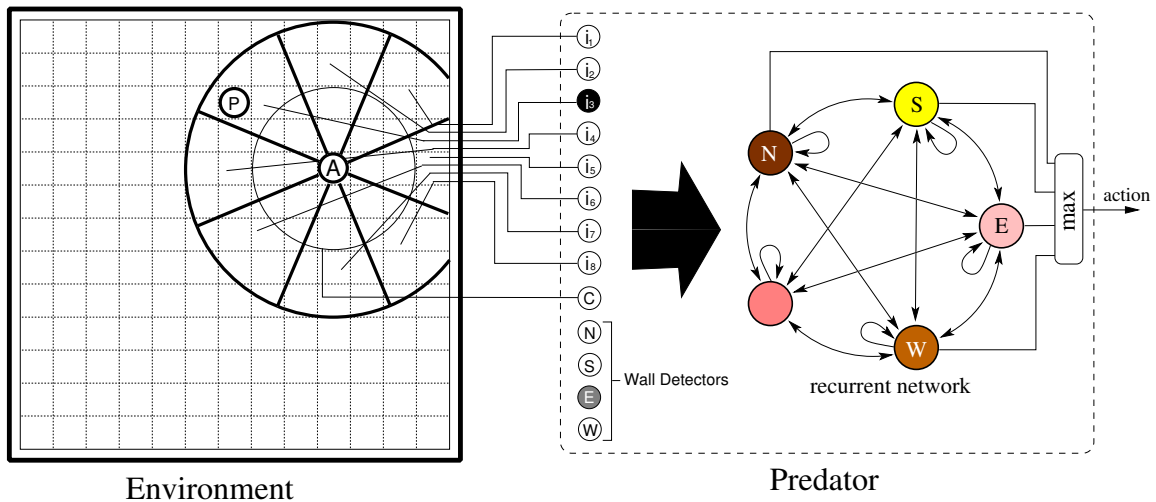 P
A
i1
i2
i3
i4
i5
i6
i7
i8
C
N
S
E
W
Wall Detectors
N
S
E
W
recurrent network
max
action
Environment
Predator